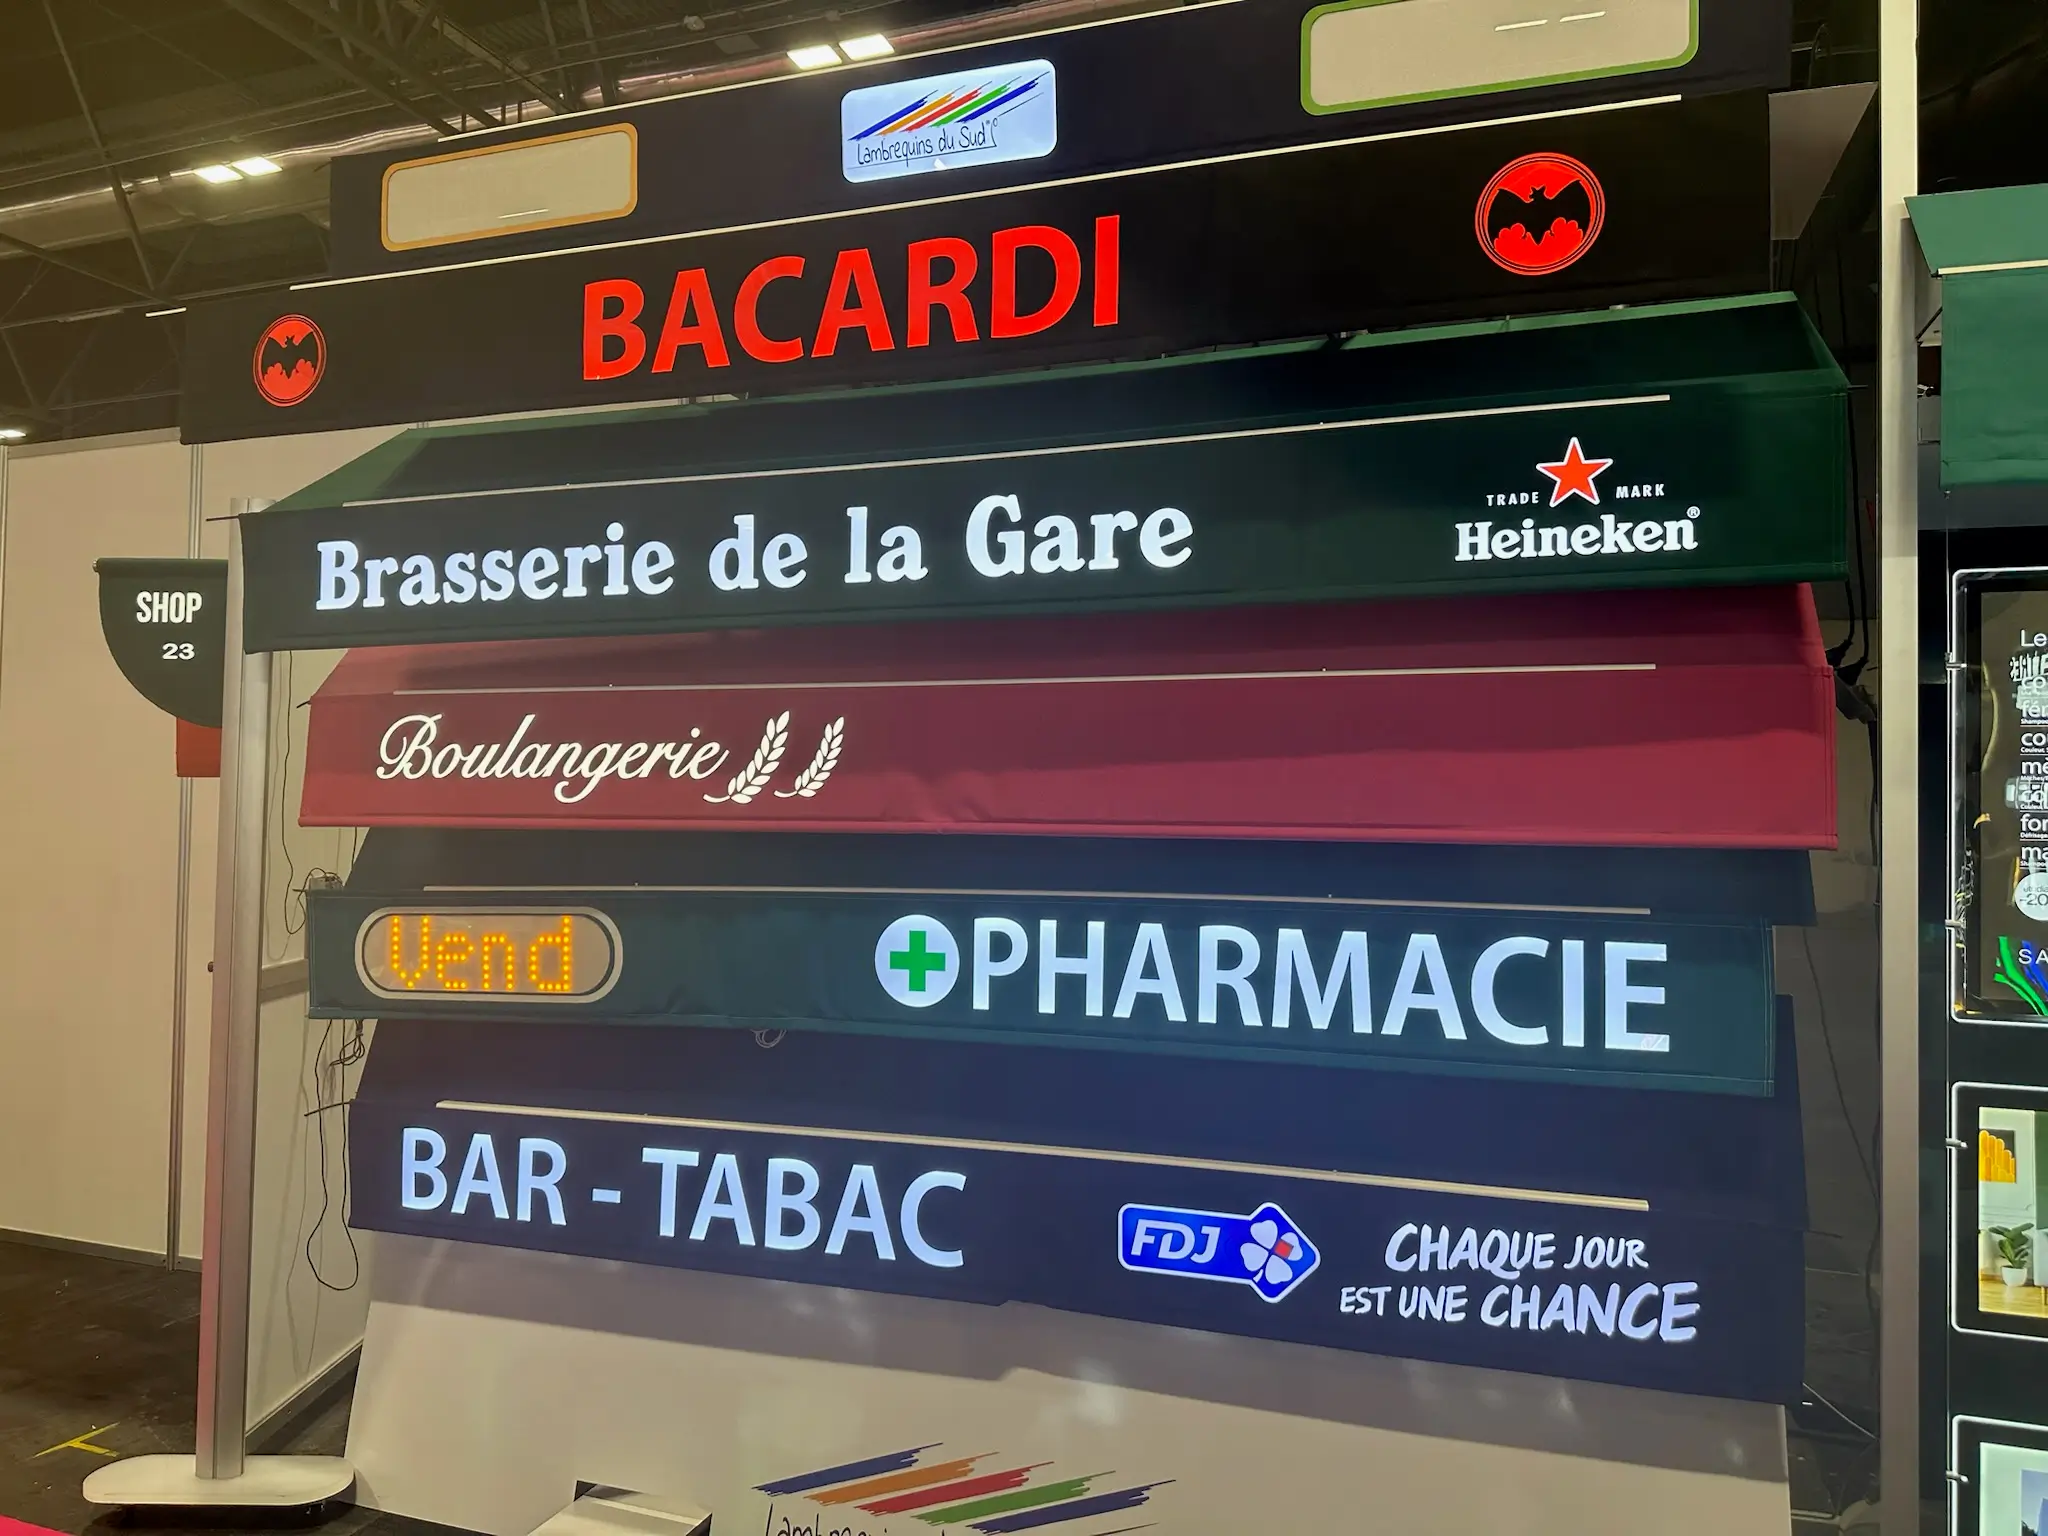 Lambrequins du Sud
BACARDI
Brasserie de la Gare
TRADE MARK
Heineken®
SHOP
23
Boulangerie
Vend
PHARMACIE
BAR - TABAC
FDJ
CHAQUE JOUR
EST UNE CHANCE
Le